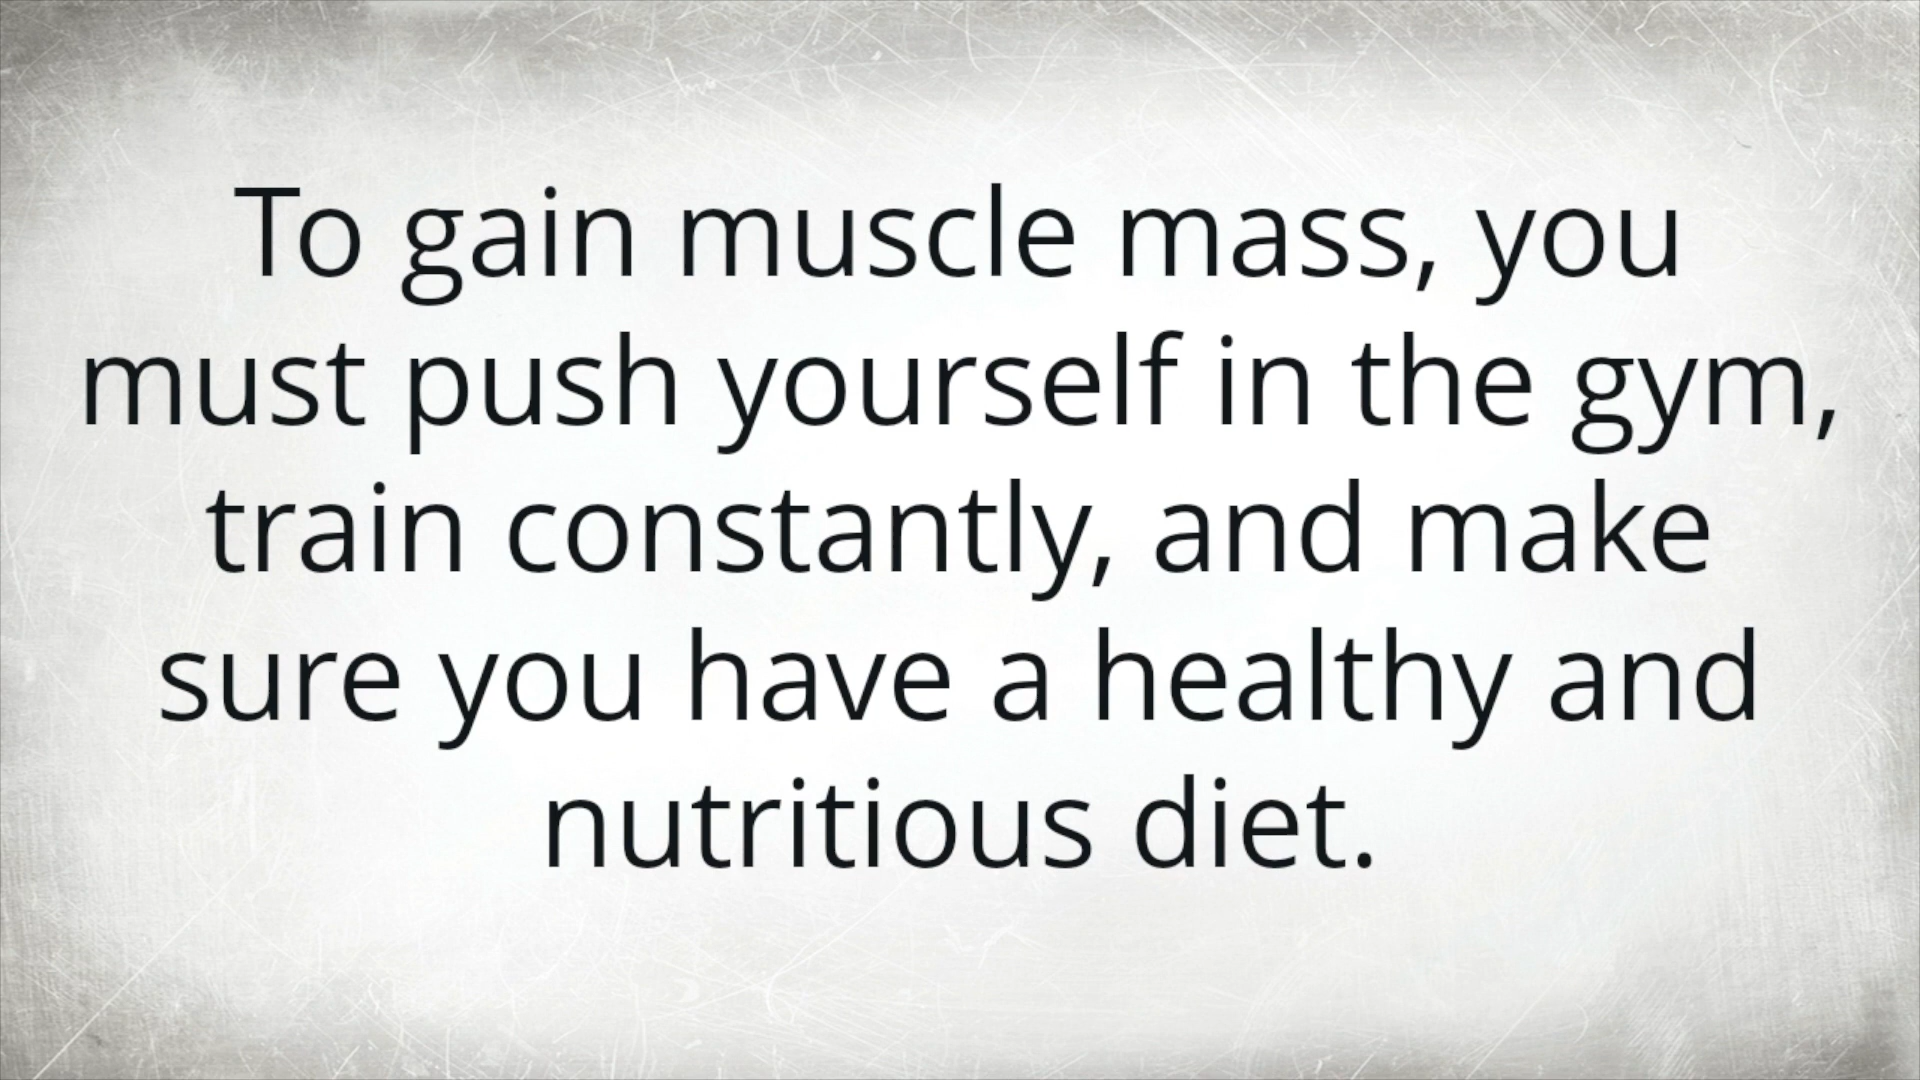 To gain muscle mass, you
must push yourself in the gym,
train constantly, and make
sure you have a healthy and
nutritious diet.